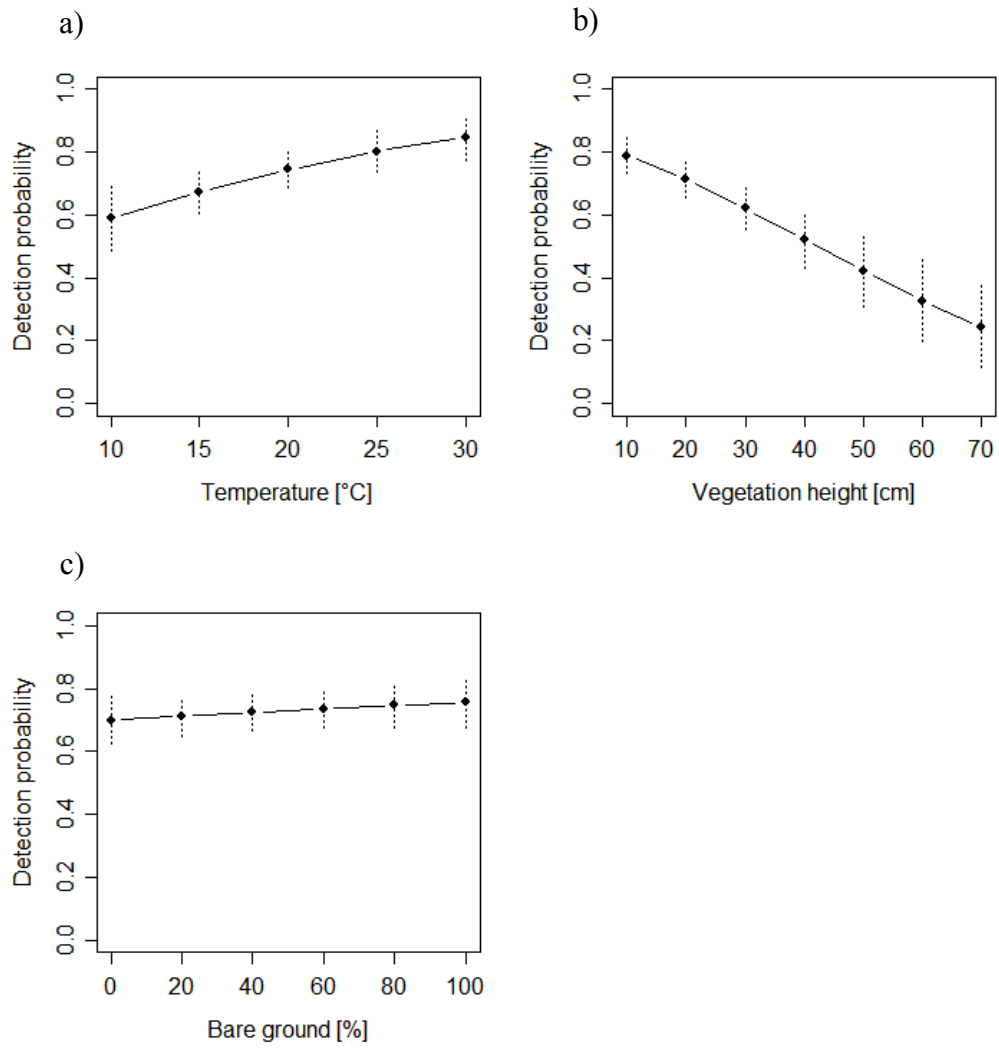 a)
Detection probability
0.0 0.2 0.4 0.6 0.8 1.0
10 15 20 25 30
Temperature [°C]
b)
Detection probability
0.0 0.2 0.4 0.6 0.8 1.0
10 20 30 40 50 60 70
Vegetation height [cm]
c)
Detection probability
0.0 0.2 0.4 0.6 0.8 1.0
0 20 40 60 80 100
Bare ground [%]